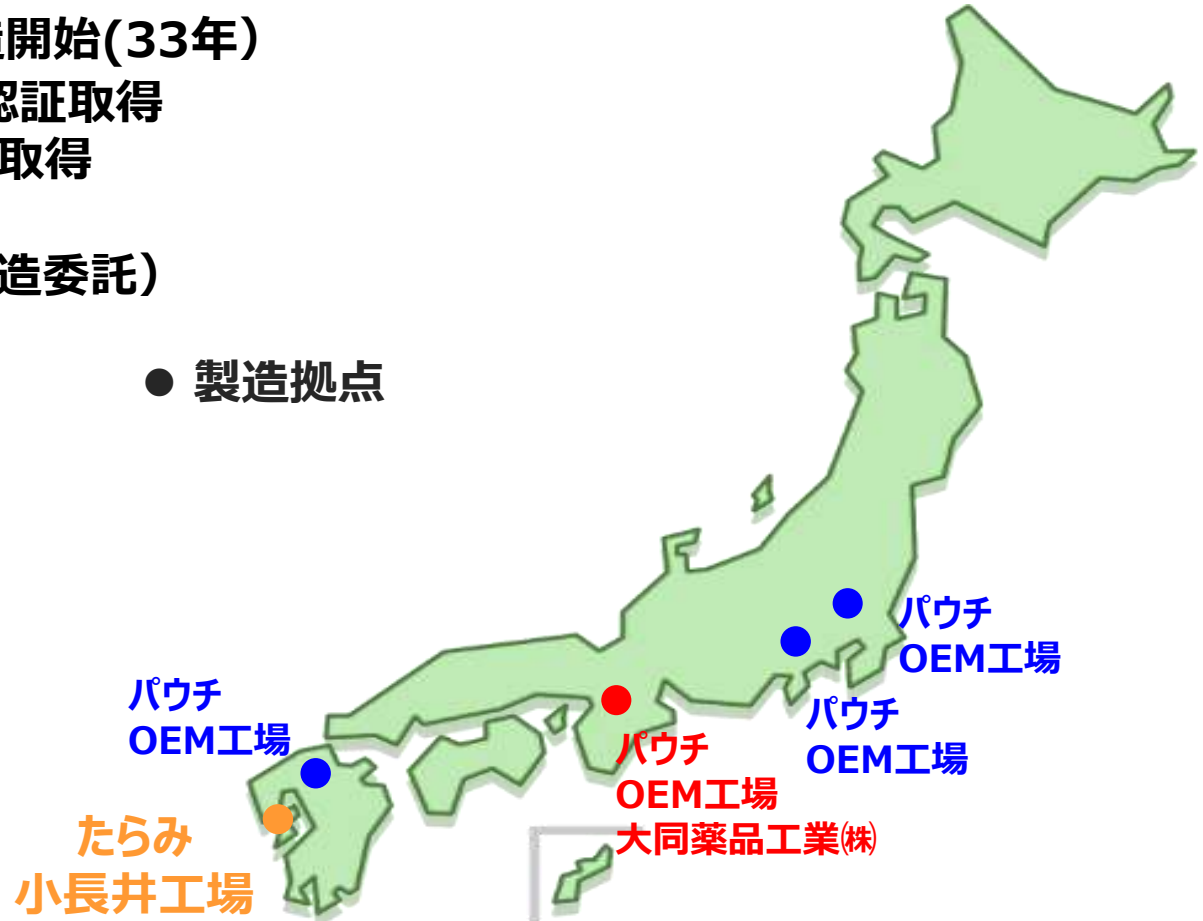 造開始(33年）
認証取得
取得
造委託）
● 製造拠点
パウチ
OEM工場
パウチ
OEM工場
パウチ
OEM工場
パウチ
OEM工場
大同薬品工業㈱
たらみ
小長井工場